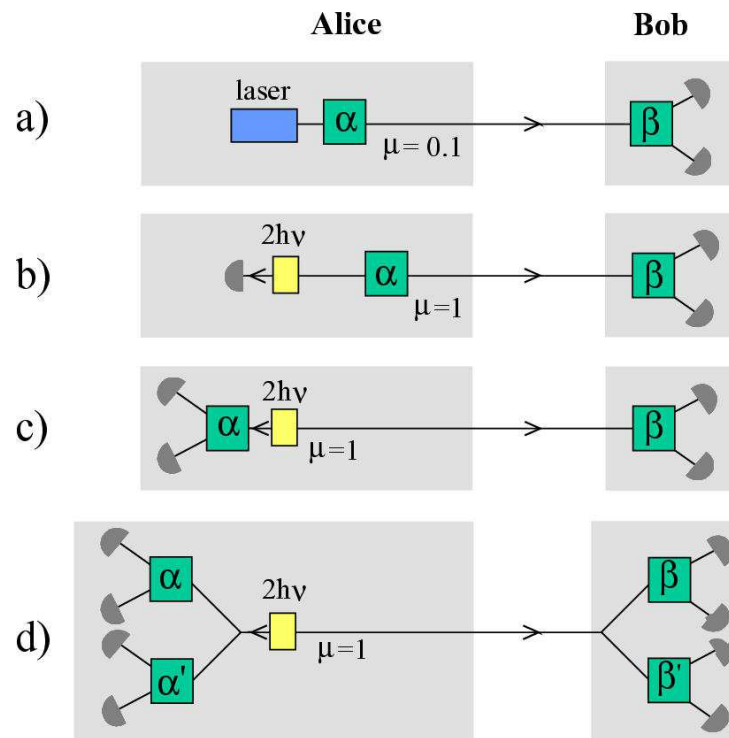 Alice Bob
a)
laser
α
μ = 0.1
β
b)
2hν
α
μ = 1
β
c)
2hν
α
μ = 1
β
d)
α
2hν
β
μ = 1
α'
β'